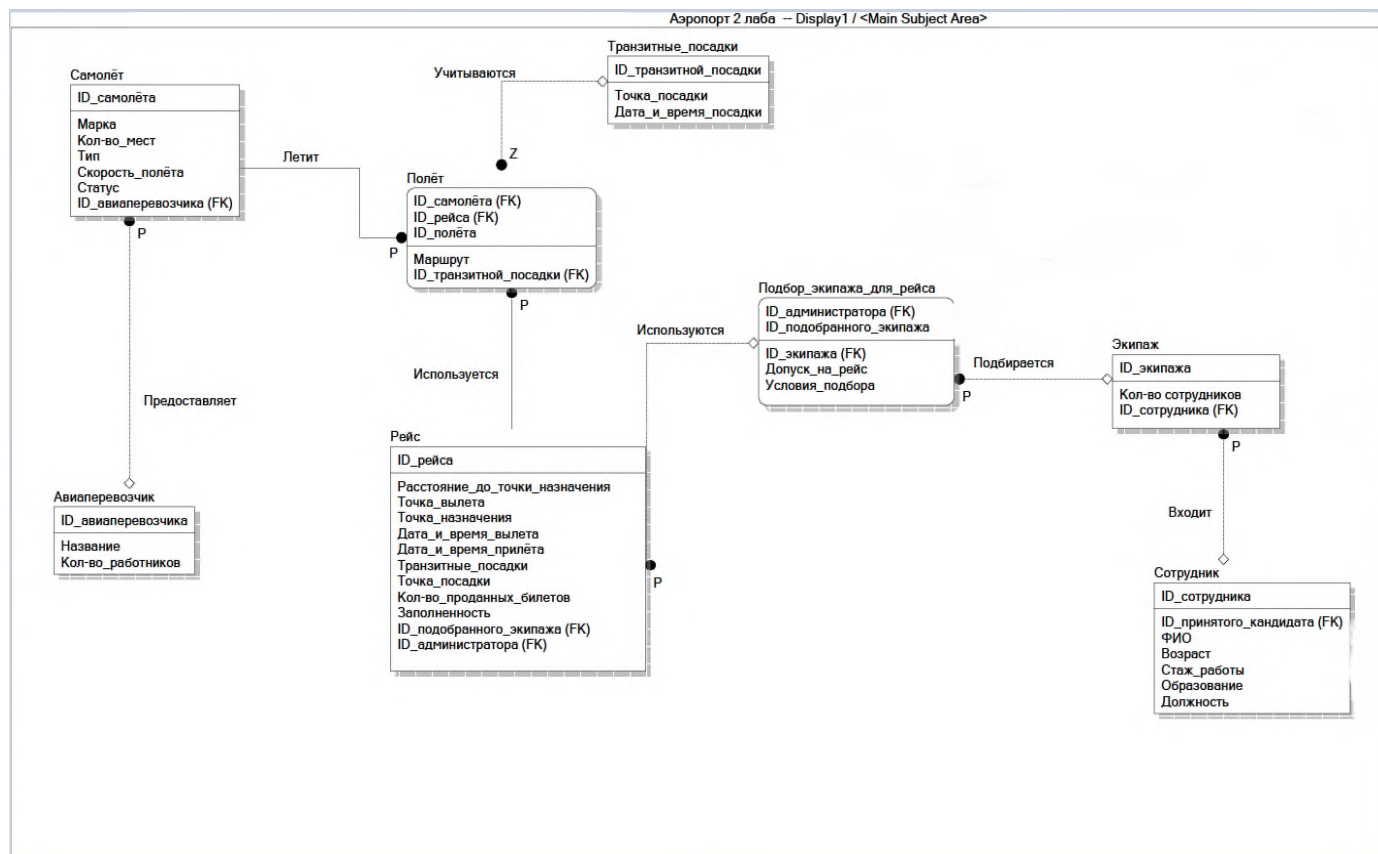 Аэропорт 2 лаба -- Display1 / <Main Subject Area>
Транзитные_посадки
ID_транзитной_посадки
Точка_посадки
Дата_и_время_посадки
Учитываются
Z
Самолёт
ID_самолёта
Марка
Кол-во_мест
Тип
Скорость_полёта
Статус
ID_авиаперевозчика (FK)
P
Летит
P
Полёт
ID_самолёта (FK)
ID_рейса (FK)
ID_полёта
Маршрут
ID_транзитной_посадки (FK)
P
Используется
Предоставляет
Авиаперевозчик
ID_авиаперевозчика
Название
Кол-во_работников
Рейс
ID_рейса
Расстояние_до_точки_назначения
Точка_вылета
Точка_назначения
Дата_и_время_вылета
Дата_и_время_прилёта
Транзитные_посадки
Точка_посадки
Кол-во_проданных_билетов
Заполненность
ID_подобранного_экипажа (FK)
ID_администратора (FK)
P
Используются
Подбор_экипажа_для_рейса
ID_администратора (FK)
ID_подобранного_экипажа
ID_экипажа (FK)
Допуск_на_рейс
Условия_подбора
P
Подбирается
Экипаж
ID_экипажа
Кол-во сотрудников
ID_сотрудника (FK)
P
Входит
Сотрудник
ID_сотрудника
ID_принятого_кандидата (FK)
ФИО
Возраст
Стаж_работы
Образование
Должность